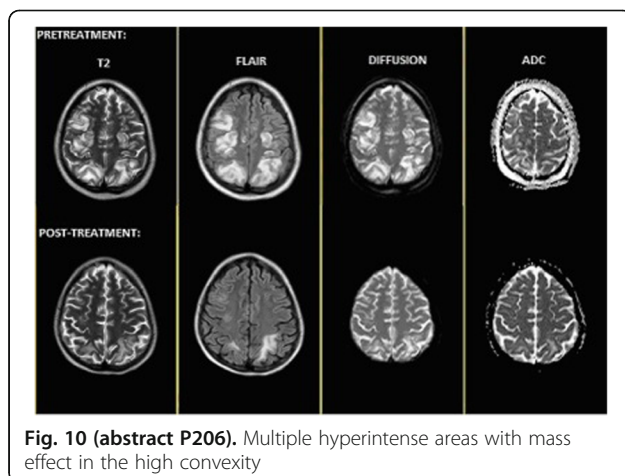 PRETREATMENT:
T2 FLAIR DIFFUSION ADC
POST-TREATMENT:
Fig. 10 (abstract P206). Multiple hyperintense areas with mass
effect in the high convexity